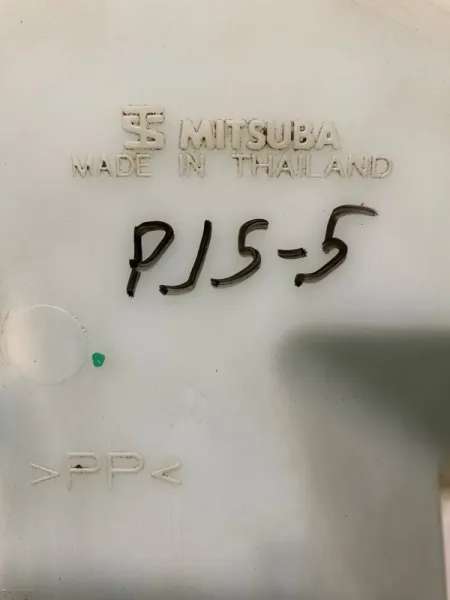 MITSUBA
MADE IN THAILAND
PJS-5
>PP<